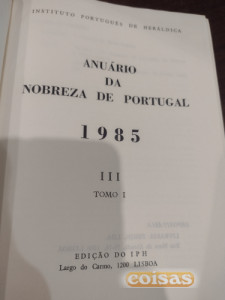 INSTITUTO PORTUGUÊS DE HERÁLDICA
ANUÁRIO
DA
NOBREZA DE PORTUGAL
1985
III
TOMO I
EDIÇÃO DO IPH
Largo do Carmo, 1200 LISBOA
coisas